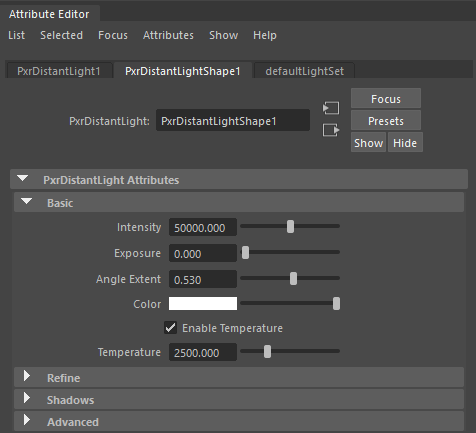 Attribute Editor
List Selected Focus Attributes Show Help
PxrDistantLight1 PxrDistantLightShape1 defaultLightSet
Focus
PxrDistantLight: PxrDistantLightShape1
Presets
Show Hide
PxrDistantLight Attributes
Basic
Intensity 50000.000
Exposure 0.000
Angle Extent 0.530
Color
Enable Temperature
Temperature 2500.000
Refine
Shadows
Advanced